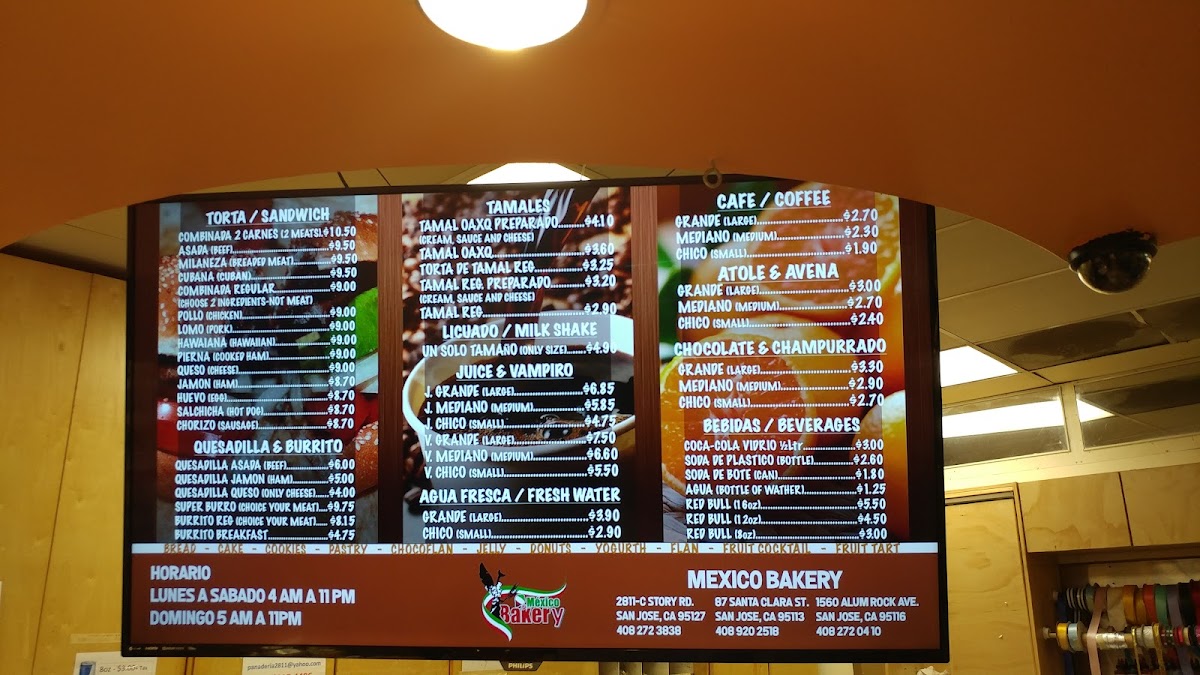 TORTA / SANDWICH
COMBINADA 2 CARNES (2 MEATS).$10.50
ASADA (BEEF)...$9.50
MILANEZA (BREADED MEAT)...$9.50
CUBANA (CUBAN)...$9.50
COMBINADA REGULAR...$9.00
(CHOOSE 2 INGREDIENTS-NOT MEAT)
POLLO (CHICKEN)...$9.00
LOMO (PORK)...$9.00
HAWAIANA (HAWAIIAN)...$9.00
PIERNA (COOKED HAM)...$9.00
QUESO (CHEESE)...$9.00
JAMON (HAM)...$8.70
HUEVO (EGG)...$8.70
SALCHICHA (HOT DOG)...$8.70
CHORIZO (SAUSAGE)...$8.70
QUESADILLA & BURRITO
QUESADILLA ASADA (BEEF)...$6.00
QUESADILLA JAMON (HAM)...$5.00
QUESADILLA QUESO (ONLY CHEESE)...$4.00
SUPER BURRO (CHOICE YOUR MEAT)...$9.75
BURRITO REG (CHOICE YOUR MEAT)...$8.15
BURRITO BREAKFAST...$4.75
TAMALES
TAMAL OAXQ PREPARADO...$4.10
(CREAM, SAUCE AND CHEESE)
TAMAL OAXQ...$3.60
TORTA DE TAMAL REG...$3.25
TAMAL REG. PREPARADO...$3.20
(CREAM, SAUCE AND CHEESE)
TAMAL REG...$2.90
LICUADO / MILK SHAKE
UN SOLO TAMAÑO (ONLY SIZE)...$4.90
JUICE & VAMPIRO
J. GRANDE (LARGE)...$6.85
J. MEDIANO (MEDIUM)...$5.85
J. CHICO (SMALL)...$4.75
V. GRANDE (LARGE)...$7.50
V. MEDIANO (MEDIUM)...$6.60
V. CHICO (SMALL)...$5.50
AGUA FRESCA / FRESH WATER
GRANDE (LARGE)...$3.90
CHICO (SMALL)...$2.90
CAFE / COFFEE
GRANDE (LARGE)...$2.70
MEDIANO (MEDIUM)...$2.30
CHICO (SMALL)...$1.90
ATOLE & AVENA
GRANDE (LARGE)...$3.00
MEDIANO (MEDIUM)...$2.70
CHICO (SMALL)...$2.40
CHOCOLATE & CHAMPURRADO
GRANDE (LARGE)...$3.30
MEDIANO (MEDIUM)...$2.90
CHICO (SMALL)...$2.70
BEBIDAS / BEVERAGES
COCA-COLA VIDRIO ½LTT...$3.00
SODA DE PLASTICO (BOTTLE)...$2.60
SODA DE BOTE (CAN)...$1.80
AGUA (BOTTLE OF WATHER)...$1.25
RED BULL (16oz)...$5.50
RED BULL (12oz)...$4.50
RED BULL (8oz)...$3.00
BREAD - CAKE - COOKIES - PASTRY - CHOCOFLAN - JELLY - DONUTS - YOGURTH - FLAN - FRUIT COCKTAIL - FRUIT TART
HORARIO
LUNES A SABADO 4 AM A 11 PM
DOMINGO 5 AM A 11PM
Mexico
Bakery
MEXICO BAKERY
2811-C STORY RD.
SAN JOSE, CA 95127
408 272 3838
87 SANTA CLARA ST.
SAN JOSE, CA 95113
408 920 2518
1560 ALUM ROCK AVE.
SAN JOSE, CA 95116
408 272 04 10
PHILIPS
8oz - $3.00+ Tax
panaderia2811@yahoo.com